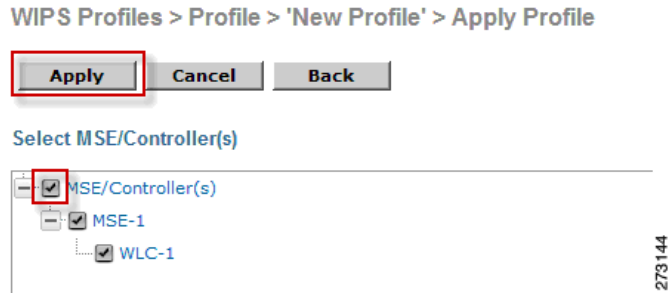 WIPS Profiles > Profile > 'New Profile' > Apply Profile
Apply Cancel Back
Select MSE/Controller(s)
MSE/Controller(s)
MSE-1
WLC-1
273144